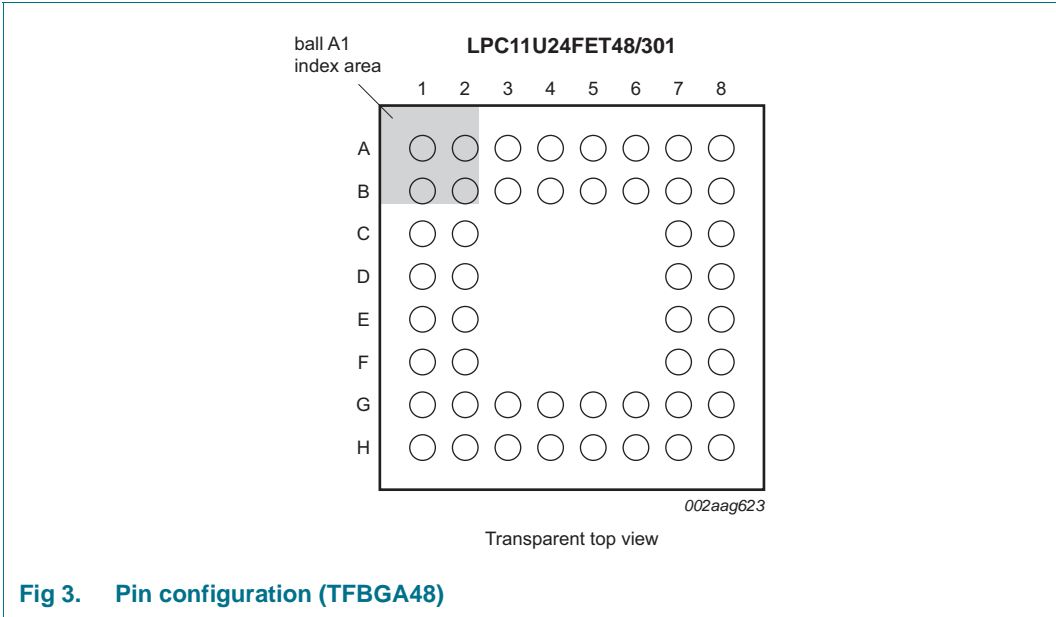 ball A1
index area
LPC11U24FET48/301
1 2 3 4 5 6 7 8
A
B
C
D
E
F
G
H
002aag623
Transparent top view
Fig 3. Pin configuration (TFBGA48)